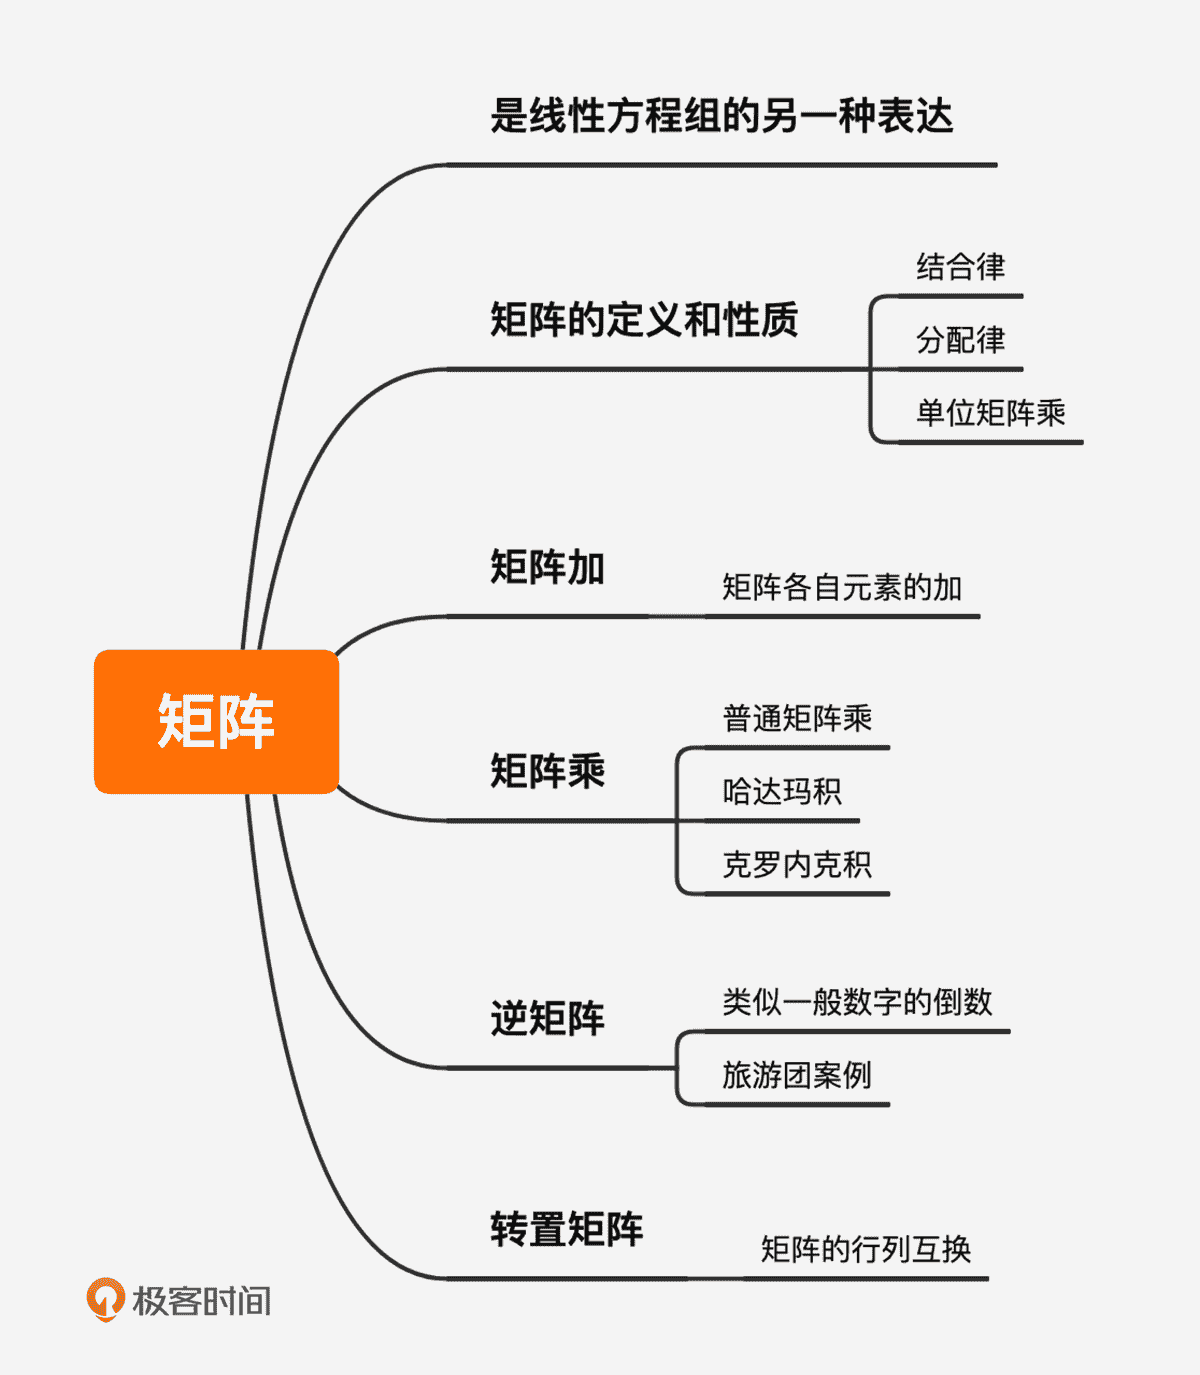 是线性方程组的另一种表达
矩阵的定义和性质
结合律
分配律
单位矩阵乘
矩阵加
矩阵各自元素的加
矩阵
矩阵乘
普通矩阵乘
哈达玛积
克罗内克积
逆矩阵
类似一般数字的倒数
旅游团案例
转置矩阵
矩阵的行列互换
极客时间